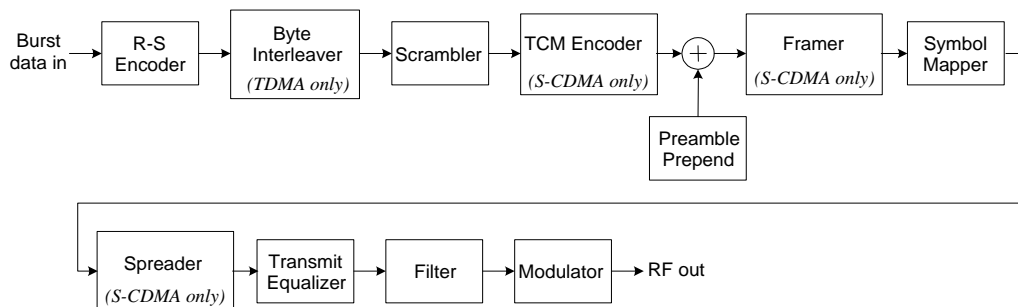 Burst
data in
R-S
Encoder
Byte
Interleaver
(TDMA only)
Scrambler
TCM Encoder
(S-CDMA only)
Framer
(S-CDMA only)
Symbol
Mapper
Preamble
Prepend
Spreader
(S-CDMA only)
Transmit
Equalizer
Filter
Modulator
RF out